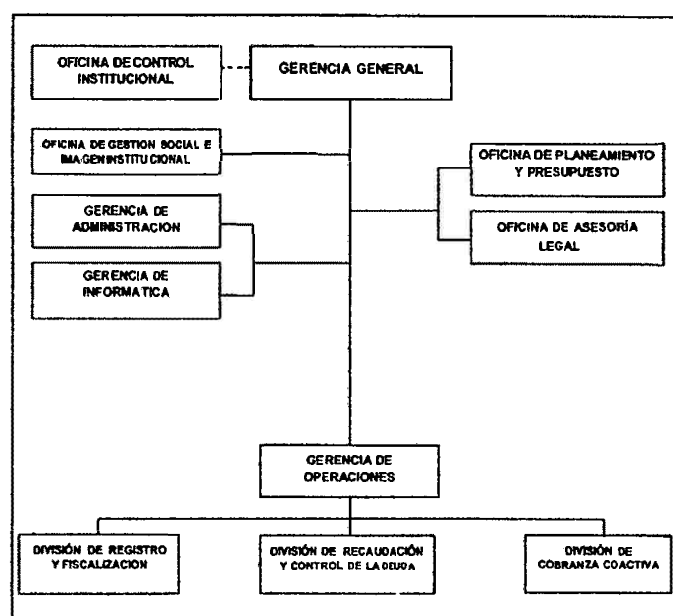 OFICINA DE CONTROL
INSTITUCIONAL
GERENCIA GENERAL
OFICINA DE GESTION SOCIAL E
IMAGEN INSTITUCIONAL
OFICINA DE PLANEAMIENTO
Y PRESUPUESTO
GERENCIA DE
ADMINISTRACION
OFICINA DE ASESORÍA
LEGAL
GERENCIA DE
INFORMATICA
GERENCIA DE
OPERACIONES
DIVISIÓN DE REGISTRO
Y FISCALIZACION
DIVISIÓN DE RECAUDACIÓN
Y CONTROL DE LA DEUDA
DIVISIÓN DE
COBRANZA COACTIVA